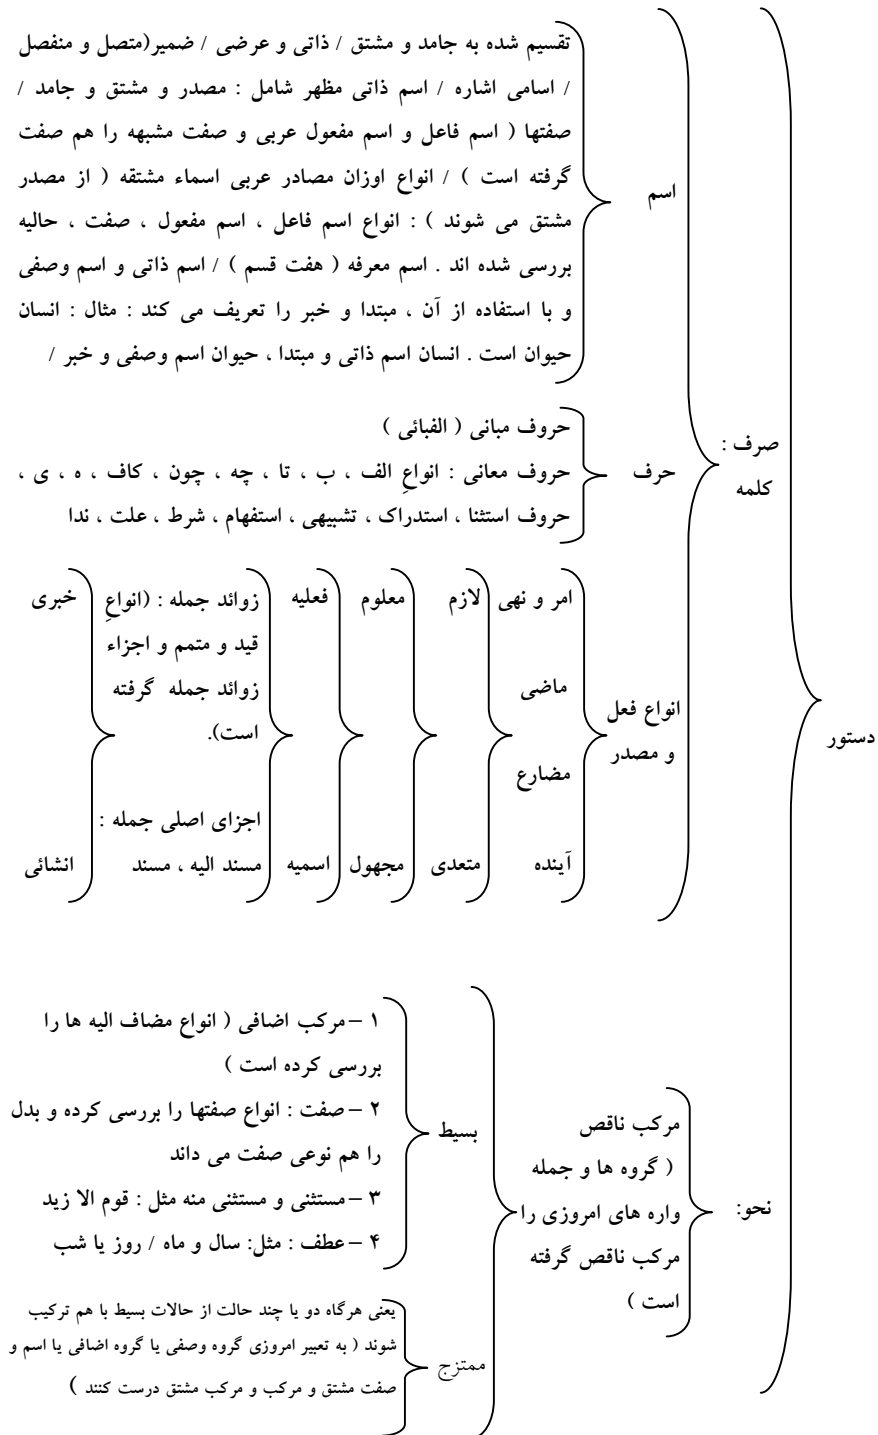 دستور
صرف :
کلمه
اسم
تقسیم شده به جامد و مشتق / ذاتی و عرضی / ضمیر(متصل و منفصل
/ اسامی اشاره / اسم ذاتی مظهر شامل : مصدر و مشتق و جامد /
صفتها ( اسم فاعل و اسم مفعول عربی و صفت مشبهه را هم صفت
گرفته است ) / انواع اوزان مصادر عربی اسماء مشتقه ( از مصدر
مشتق می شوند ) : انواع اسم فاعل ، اسم مفعول ، صفت ، حالیه
بررسی شده اند . اسم معرفه ( هفت قسم ) / اسم ذاتی و اسم وصفی
و با استفاده از آن ، مبتدا و خبر را تعریف می کند : مثال : انسان
حیوان است . انسان اسم ذاتی و مبتدا ، حیوان اسم وصفی و خبر /
حرف
حروف مبانی ( الفبائی )
حروف معانی : انواعِ الف ، ب ، تا ، چه ، چون ، کاف ، ه ، ی ،
حروف استثنا ، استدراک ، تشبیهی ، استفهام ، شرط ، علت ، ندا
انواع فعل
و مصدر
امر و نهی
ماضی
مضارع
آینده
لازم
متعدی
معلوم
مجهول
فعلیه
اسمیه
زوائد جمله : (انواعِ
قید و متمم و اجزاء
زوائد جمله گرفته
است).
اجزای اصلی جمله :
مسند الیه ، مسند
خبری
انشائی
نحو:
مرکب ناقص
( گروه ها و جمله
واره های امروزی را
مرکب ناقص گرفته
است )
بسیط
۱ – مرکب اضافی ( انواع مضاف الیه ها را
بررسی کرده است )
۲ – صفت : انواع صفتها را بررسی کرده و بدل
را هم نوعی صفت می داند
۳ – مستثنی و مستثنی منه مثل : قوم الا زید
۴ – عطف : مثل: سال و ماه / روز یا شب
ممتزج
یعنی هرگاه دو یا چند حالت از حالات بسیط با هم ترکیب
شوند ( به تعبیر امروزی گروه وصفی یا گروه اضافی یا اسم و
صفت مشتق و مرکب و مرکب مشتق درست کنند )